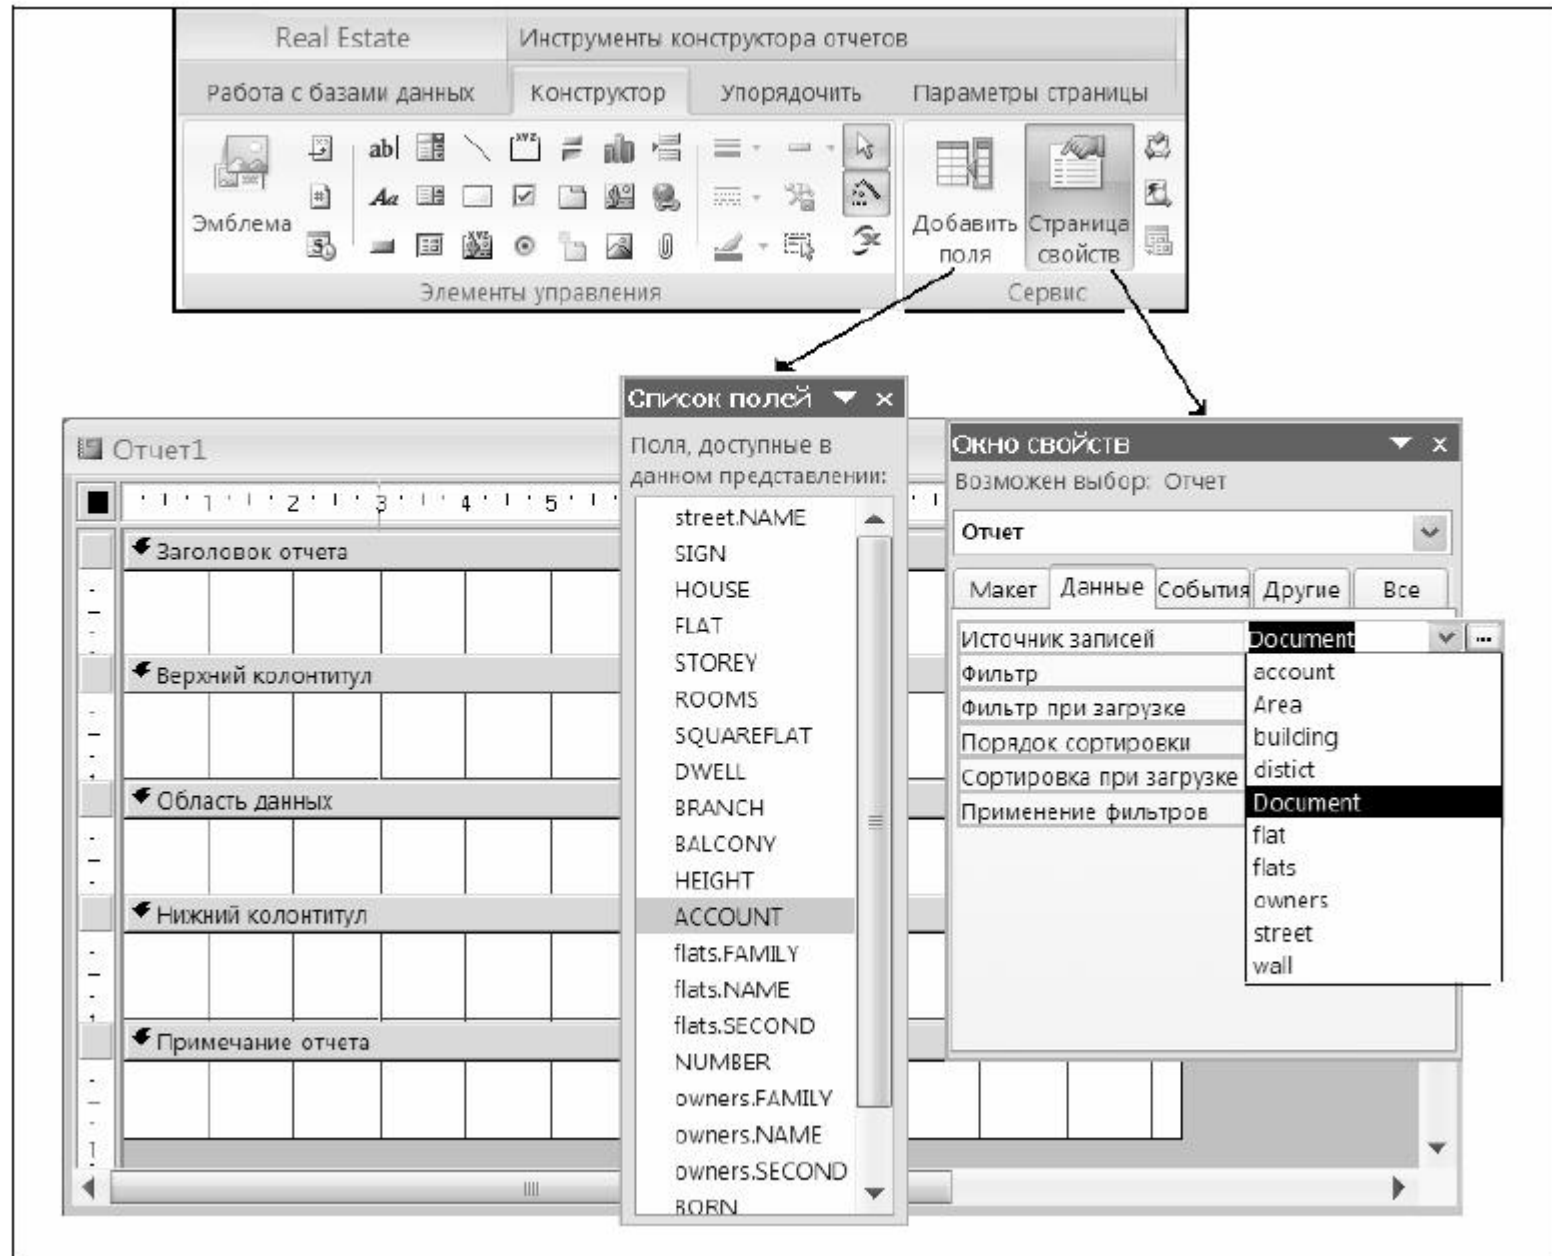 Real Estate
Инструменты конструктора отчетов
Работа с базами данных
Конструктор
Упорядочить
Параметры страницы
Эмблема
Добавить поля
Страница свойств
Элементы управления
Сервис
Отчет1
1 2 3 4 5
Заголовок отчета
Верхний колонтитул
Область данных
Нижний колонтитул
Примечание отчета
1
Список полей
Поля, доступные в
данном представлении:
street.NAME
SIGN
HOUSE
FLAT
STOREY
ROOMS
SQUAREFLAT
DWELL
BRANCH
BALCONY
HEIGHT
ACCOUNT
flats.FAMILY
flats.NAME
flats.SECOND
NUMBER
owners.FAMILY
owners.NAME
owners.SECOND
BORN
Окно свойств
Возможен выбор: Отчет
Отчет
Макет Данные События Другие Все
Источник записей Document
Фильтр
Фильтр при загрузке
Порядок сортировки
Сортировка при загрузке
Применение фильтров
account
Area
building
distict
Document
flat
flats
owners
street
wall